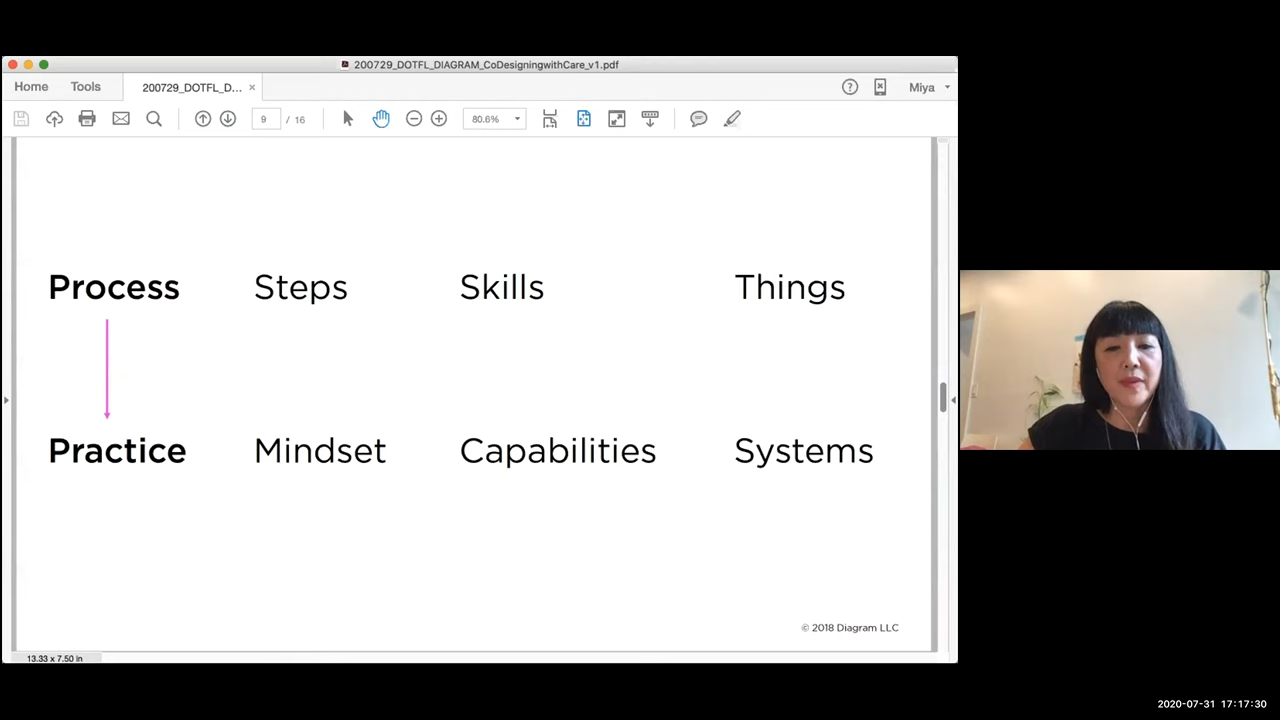 200729_DOTFL_DIAGRAM_CoDesigningwithCare_v1.pdf
Home Tools 200729_DOTFL_D... × Miya
9 / 16 80.6%
Process Steps Skills Things
Practice Mindset Capabilities Systems
© 2018 Diagram LLC
13.33 x 7.50 in
2020-07-31 17:17:30